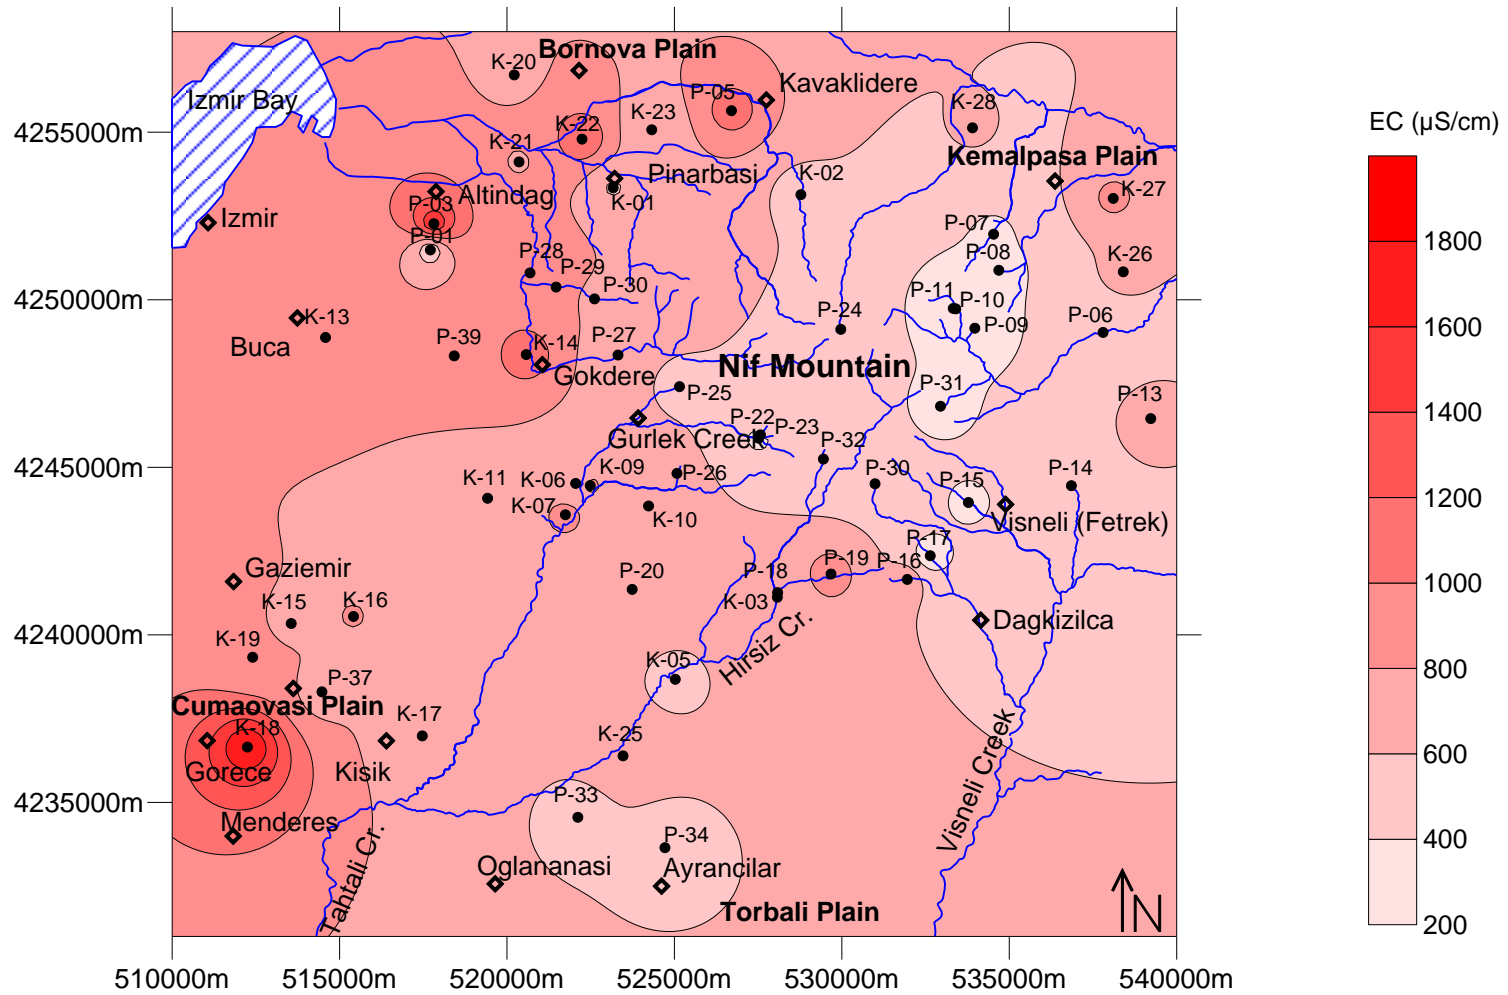 Bornova Plain
K-20
Kavaklidere
P-05
Izmir Bay
K-28
K-23
EC (µS/cm)
4255000m
K-22
K-21
Kemalpasa Plain
Pinarbasi
K-02
K-27
Altindag
K-01
P-03
Izmir
P-07
P-01
P-28
P-08
K-26
1800
P-29
P-30
4250000m
P-11
P-10
P-24
P-06
K-13
P-09
1600
Buca
P-39
K-14
P-27
Nif Mountain
Gokdere
P-31
P-13
P-25
1400
P-22
P-23
Gurlek Creek
P-32
4245000m
K-11
K-06
K-09
P-26
P-30
P-15
P-14
1200
K-07
K-10
Visneli (Fetrek)
P-17
Gaziemir
P-20
P-18
P-19
P-16
1000
K-15
K-16
K-03
4240000m
Dagkizilca
K-19
Hirsiz Cr.
K-05
800
P-37
Cumaovasi Plain
K-17
K-18
K-25
600
Gorece
Kisik
Visneli Creek
4235000m
P-33
Menderes
P-34
400
Tahtali Cr.
Oglananasi
Ayrancilar
Torbali Plain
N
200
510000m
515000m
520000m
525000m
530000m
535000m
540000m